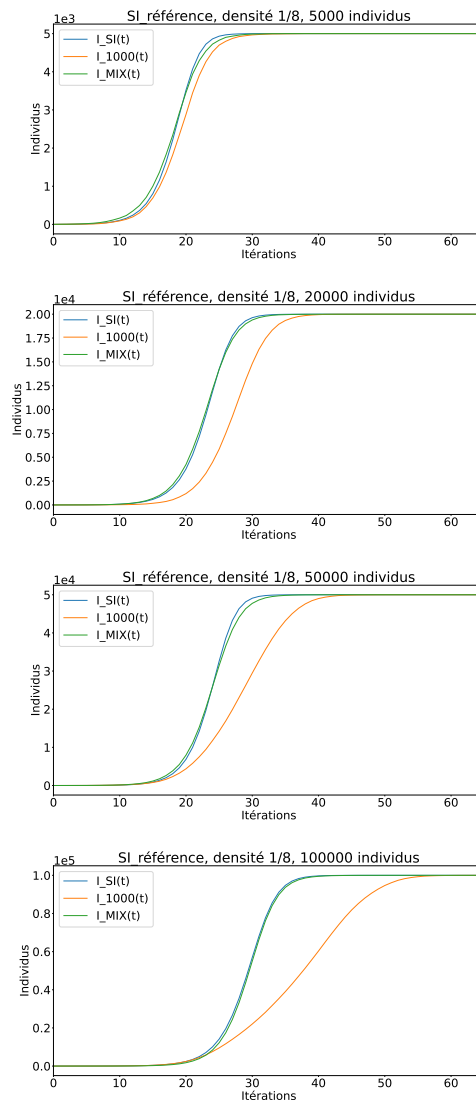 SI_référence, densité 1/8, 5000 individus
1e3
5
4
3
2
1
0
Individus
I_SI(t)
I_1000(t)
I_MIX(t)
0 10 20 30 40 50 60
Itérations
SI_référence, densité 1/8, 20000 individus
1e4
2.00
1.75
1.50
1.25
1.00
0.75
0.50
0.25
0.00
Individus
I_SI(t)
I_1000(t)
I_MIX(t)
0 10 20 30 40 50 60
Itérations
SI_référence, densité 1/8, 50000 individus
1e4
5
4
3
2
1
0
Individus
I_SI(t)
I_1000(t)
I_MIX(t)
0 10 20 30 40 50 60
Itérations
SI_référence, densité 1/8, 100000 individus
1e5
1.0
0.8
0.6
0.4
0.2
0.0
Individus
I_SI(t)
I_1000(t)
I_MIX(t)
0 10 20 30 40 50 60
Itérations